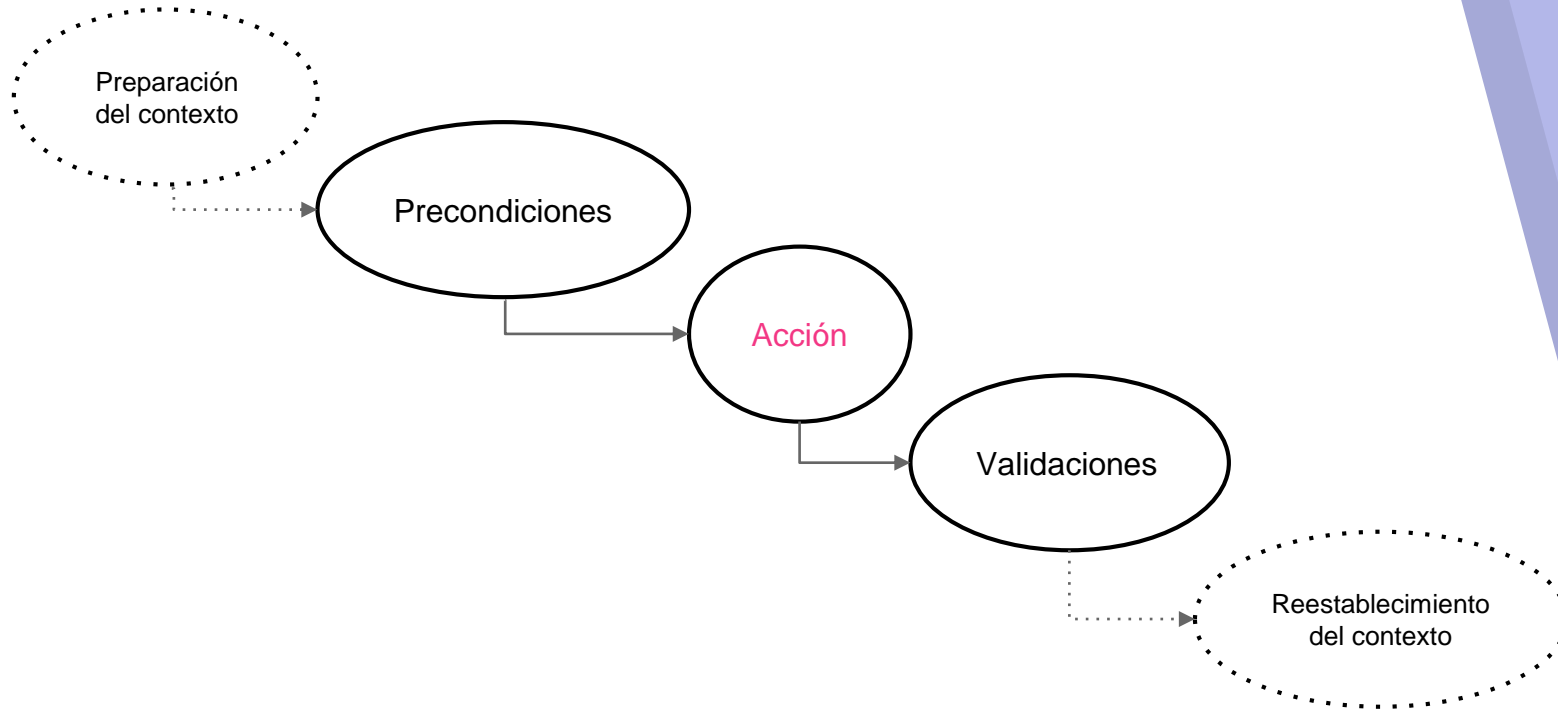 Preparación
del contexto
Precondiciones
Acción
Validaciones
Reestablecimiento
del contexto